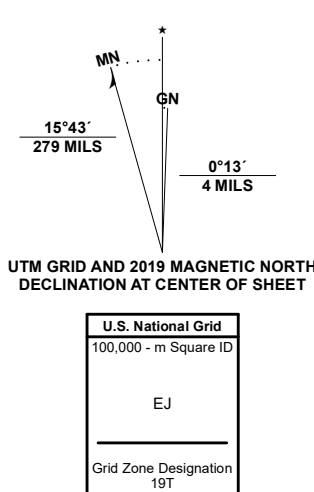 ★
MN
GN
15°43´
279 MILS
0°13´
4 MILS
UTM GRID AND 2019 MAGNETIC NORTH
DECLINATION AT CENTER OF SHEET
U.S. National Grid
100,000 - m Square ID
EJ
Grid Zone Designation
19T